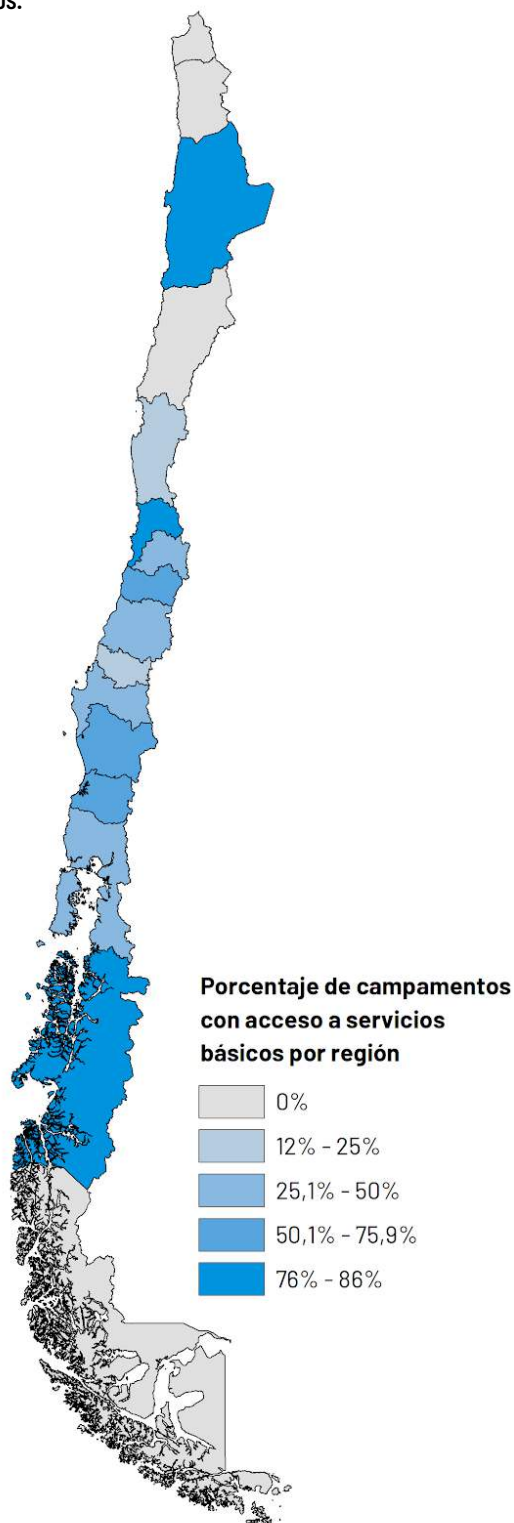 os.
Porcentaje de campamentos
con acceso a servicios
básicos por región
0%
12% - 25%
25,1% - 50%
50,1% - 75,9%
76% - 86%